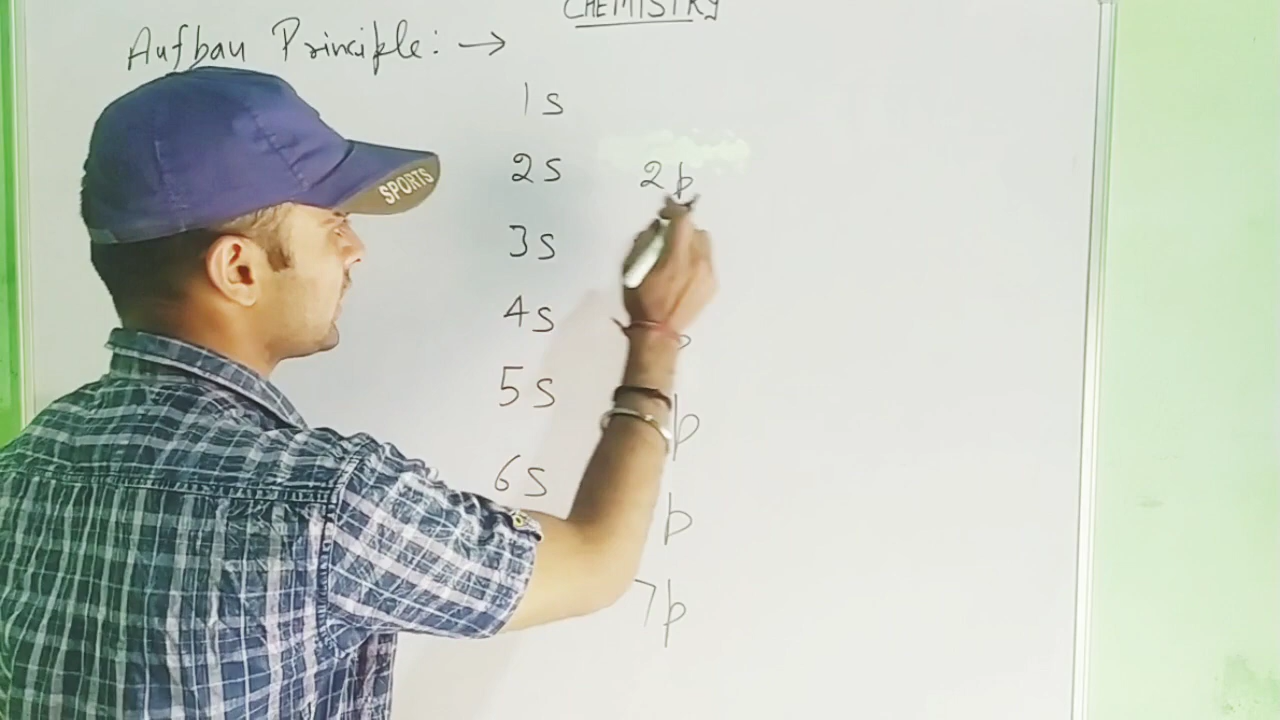 CHEMISTRY
Aufbau Principle: →
SPORTS
1s
2s 2p
3s
4s
5s p
6s p
7p